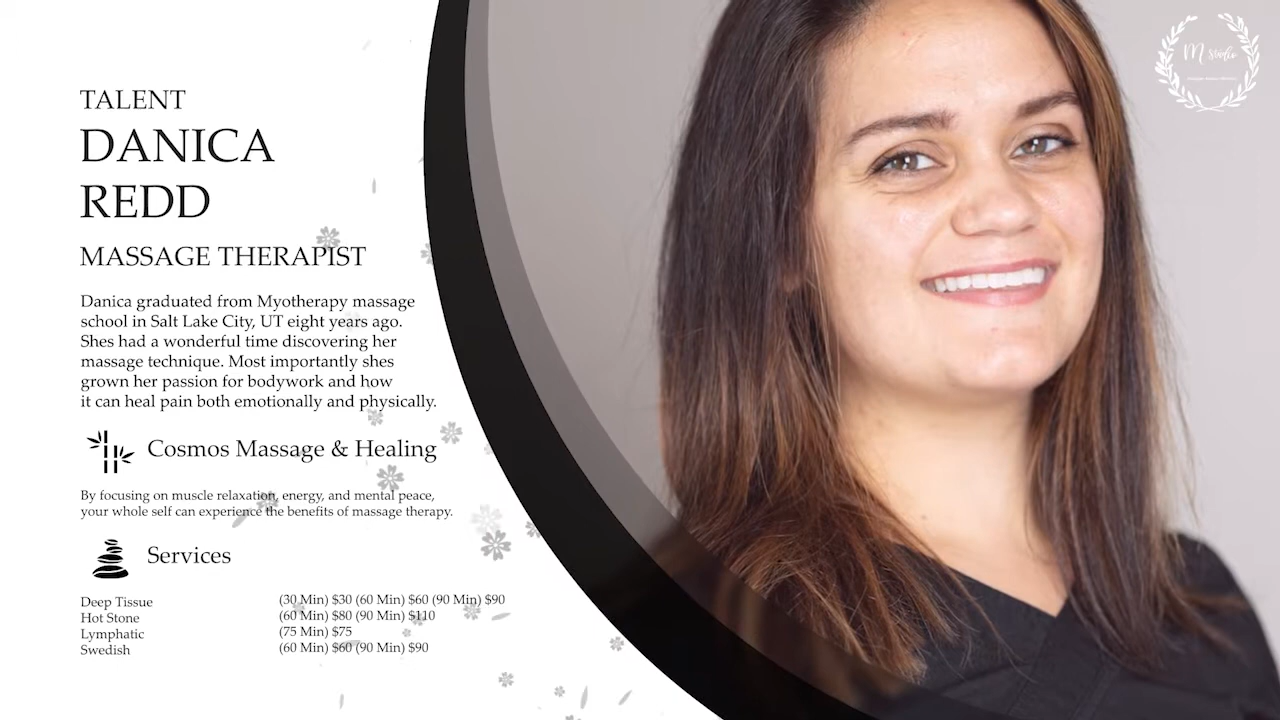 TALENT
DANICA
REDD
MASSAGE THERAPIST
Danica graduated from Myotherapy massage
school in Salt Lake City, UT eight years ago.
Shes had a wonderful time discovering her
massage technique. Most importantly shes
grown her passion for bodywork and how
it can heal pain both emotionally and physically.
Cosmos Massage & Healing
By focusing on muscle relaxation, energy, and mental peace,
your whole self can experience the benefits of massage therapy.
Services
Deep Tissue (30 Min) $30 (60 Min) $60 (90 Min) $90
Hot Stone (60 Min) $80 (90 Min) $110
Lymphatic (75 Min) $75
Swedish (60 Min) $60 (90 Min) $90
M Studio